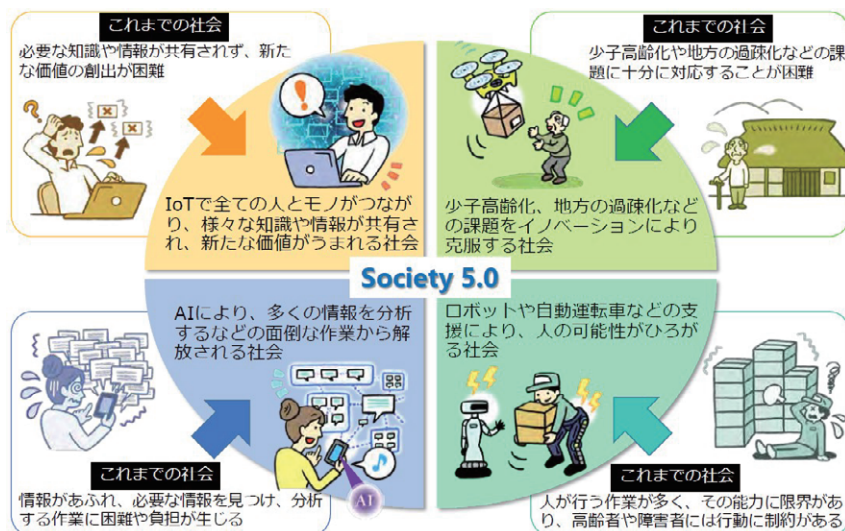 これまでの社会
必要な知識や情報が共有されず、新た
な価値の創出が困難
これまでの社会
少子高齢化や地方の過疎化などの課
題に十分に対応することが困難
IoTで全ての人とモノがつなが
り、様々な知識や情報が共有さ
れ、新たな価値がうまれる社会
少子高齢化、地方の過疎化など
の課題をイノベーションにより
克服する社会
Society 5.0
AIにより、多くの情報を分析
するなどの面倒な作業から解
放される社会
ロボットや自動運転車などの支
援により、人の可能性がひろが
る社会
AI
これまでの社会
情報があふれ、必要な情報を見つけ、分析
する作業に困難や負担が生じる
これまでの社会
人が行う作業が多く、その能力に限界があ
り、高齢者や障害者には行動に制約がある